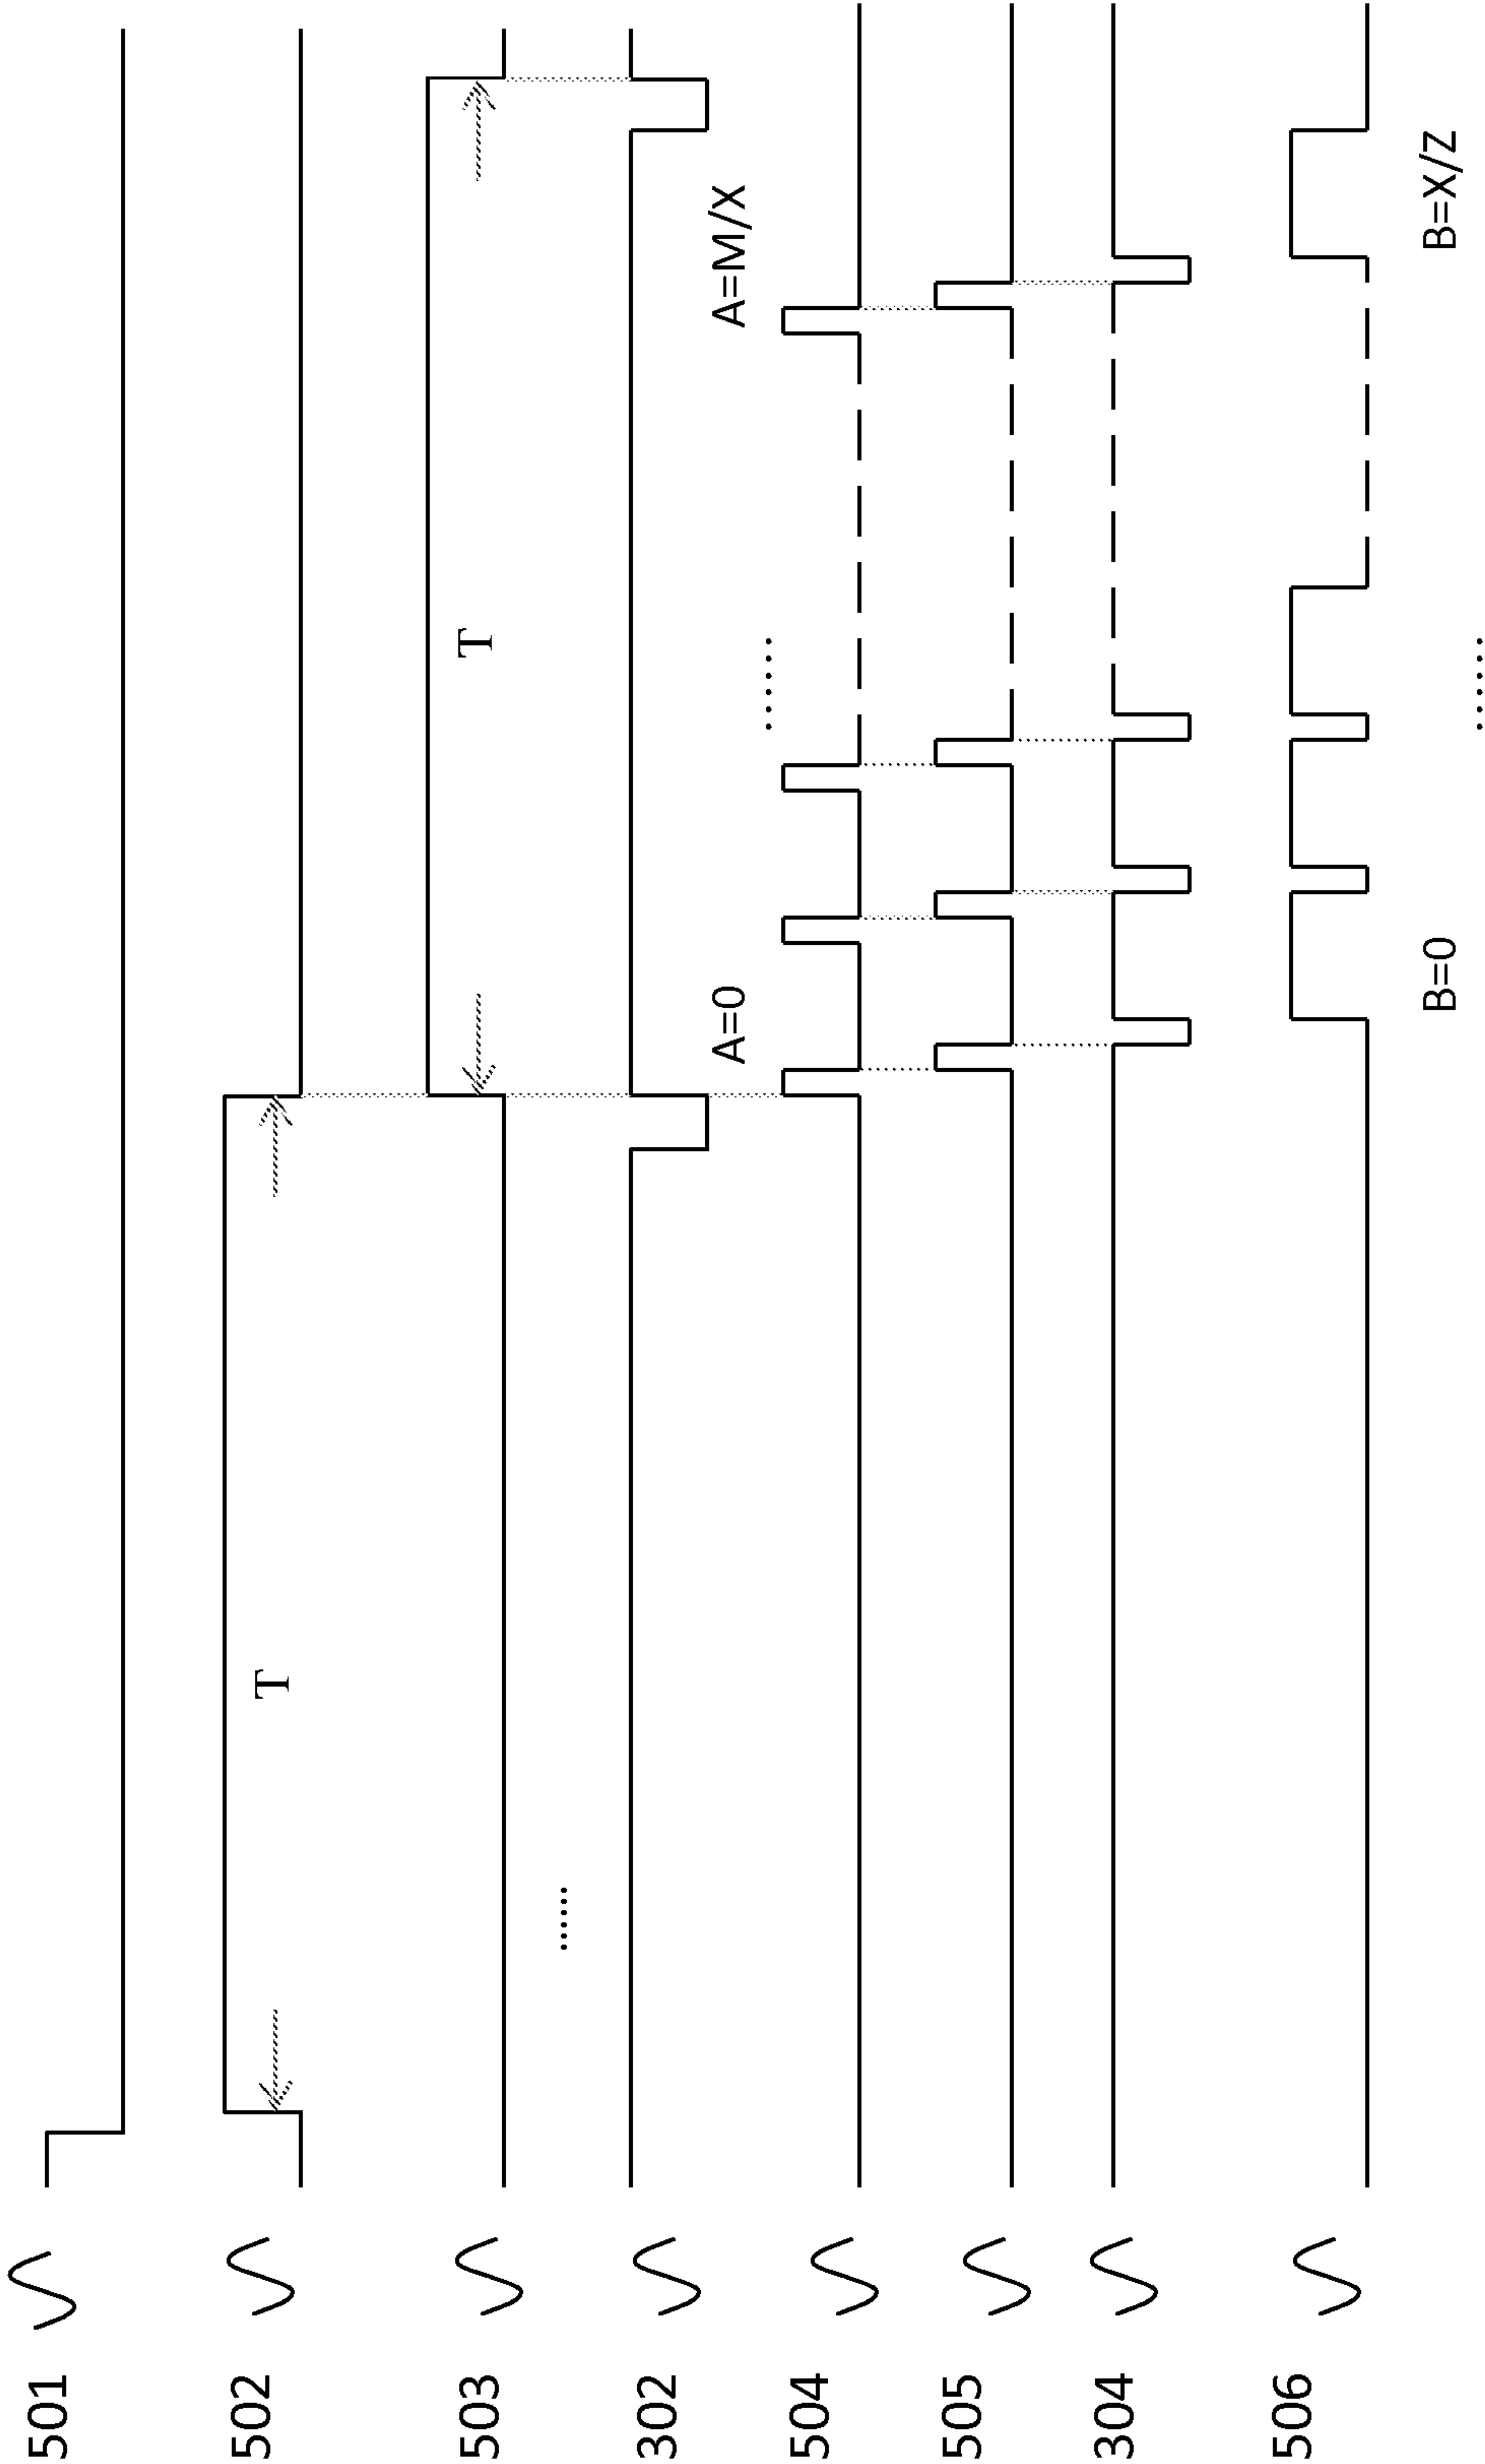 501
502
T
503
T
......
302
A=0
A=M/X
......
504
505
304
506
B=0
B=X/Z
......